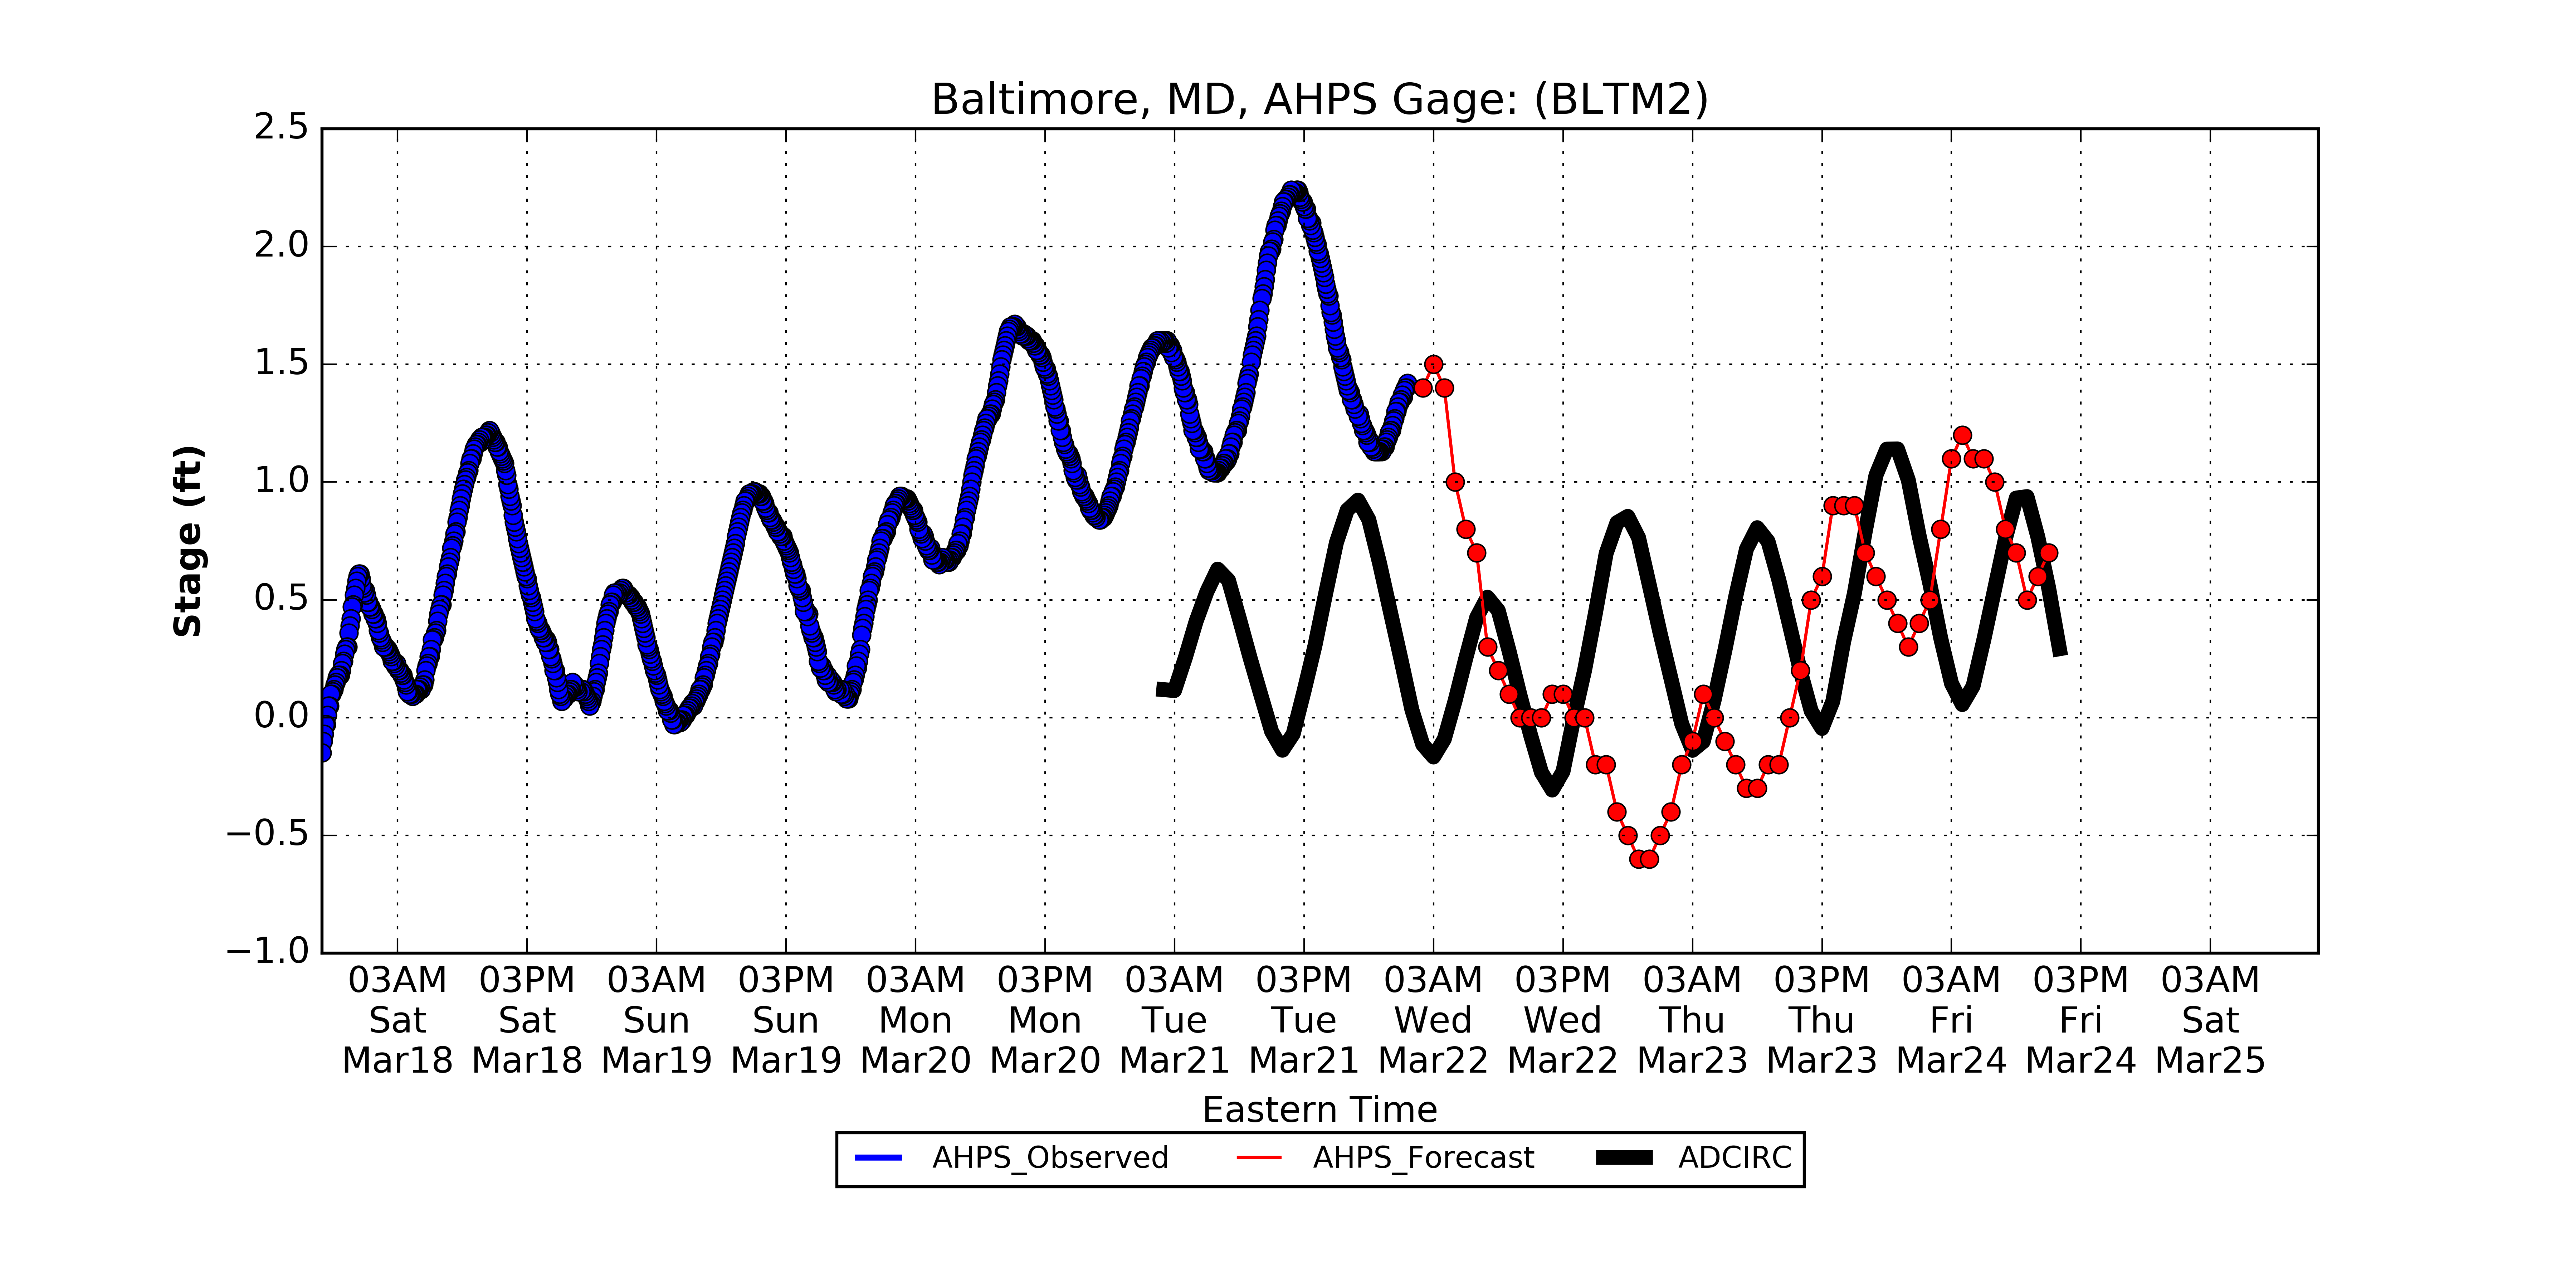 Baltimore, MD, AHPS Gage: (BLTM2)
2.5
2.0
1.5
1.0
0.5
0.0
−0.5
−1.0
Stage (ft)
03AM 03PM 03AM 03PM 03AM 03PM 03AM 03PM 03AM 03PM 03AM 03PM 03AM 03PM 03AM
Sat Sat Sun Sun Mon Mon Tue Tue Wed Wed Thu Thu Fri Fri Sat
Mar18 Mar18 Mar19 Mar19 Mar20 Mar20 Mar21 Mar21 Mar22 Mar22 Mar23 Mar23 Mar24 Mar24 Mar25
Eastern Time
AHPS_Observed AHPS_Forecast ADCIRC